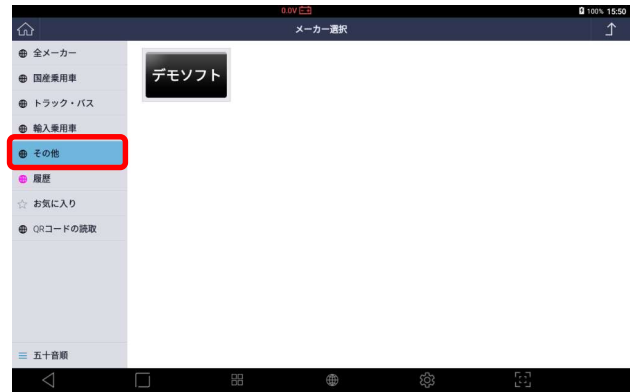 0.0V
100% 15:50
メーカー選択
全メーカー
国産乗用車
トラック・バス
輸入乗用車
その他
履歴
お気に入り
QRコードの読取
五十音順
デモソフト